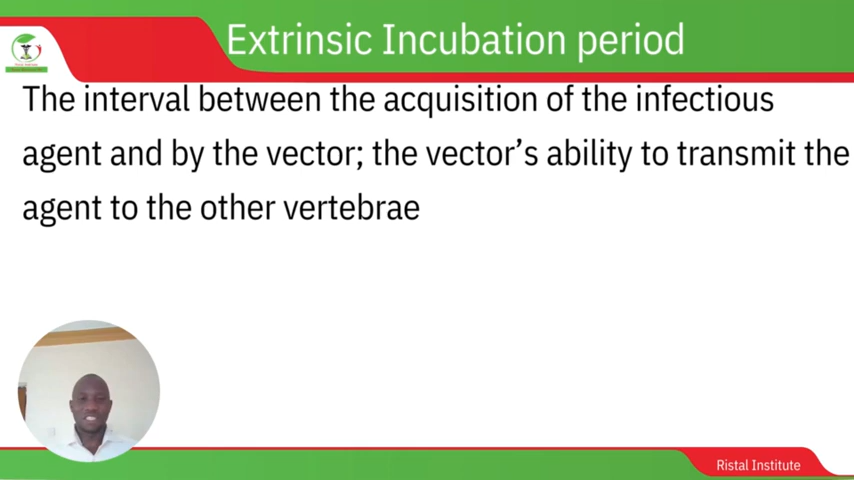 Extrinsic Incubation period
The interval between the acquisition of the infectious
agent and by the vector; the vector's ability to transmit the
agent to the other vertebrae
Ristal Institute